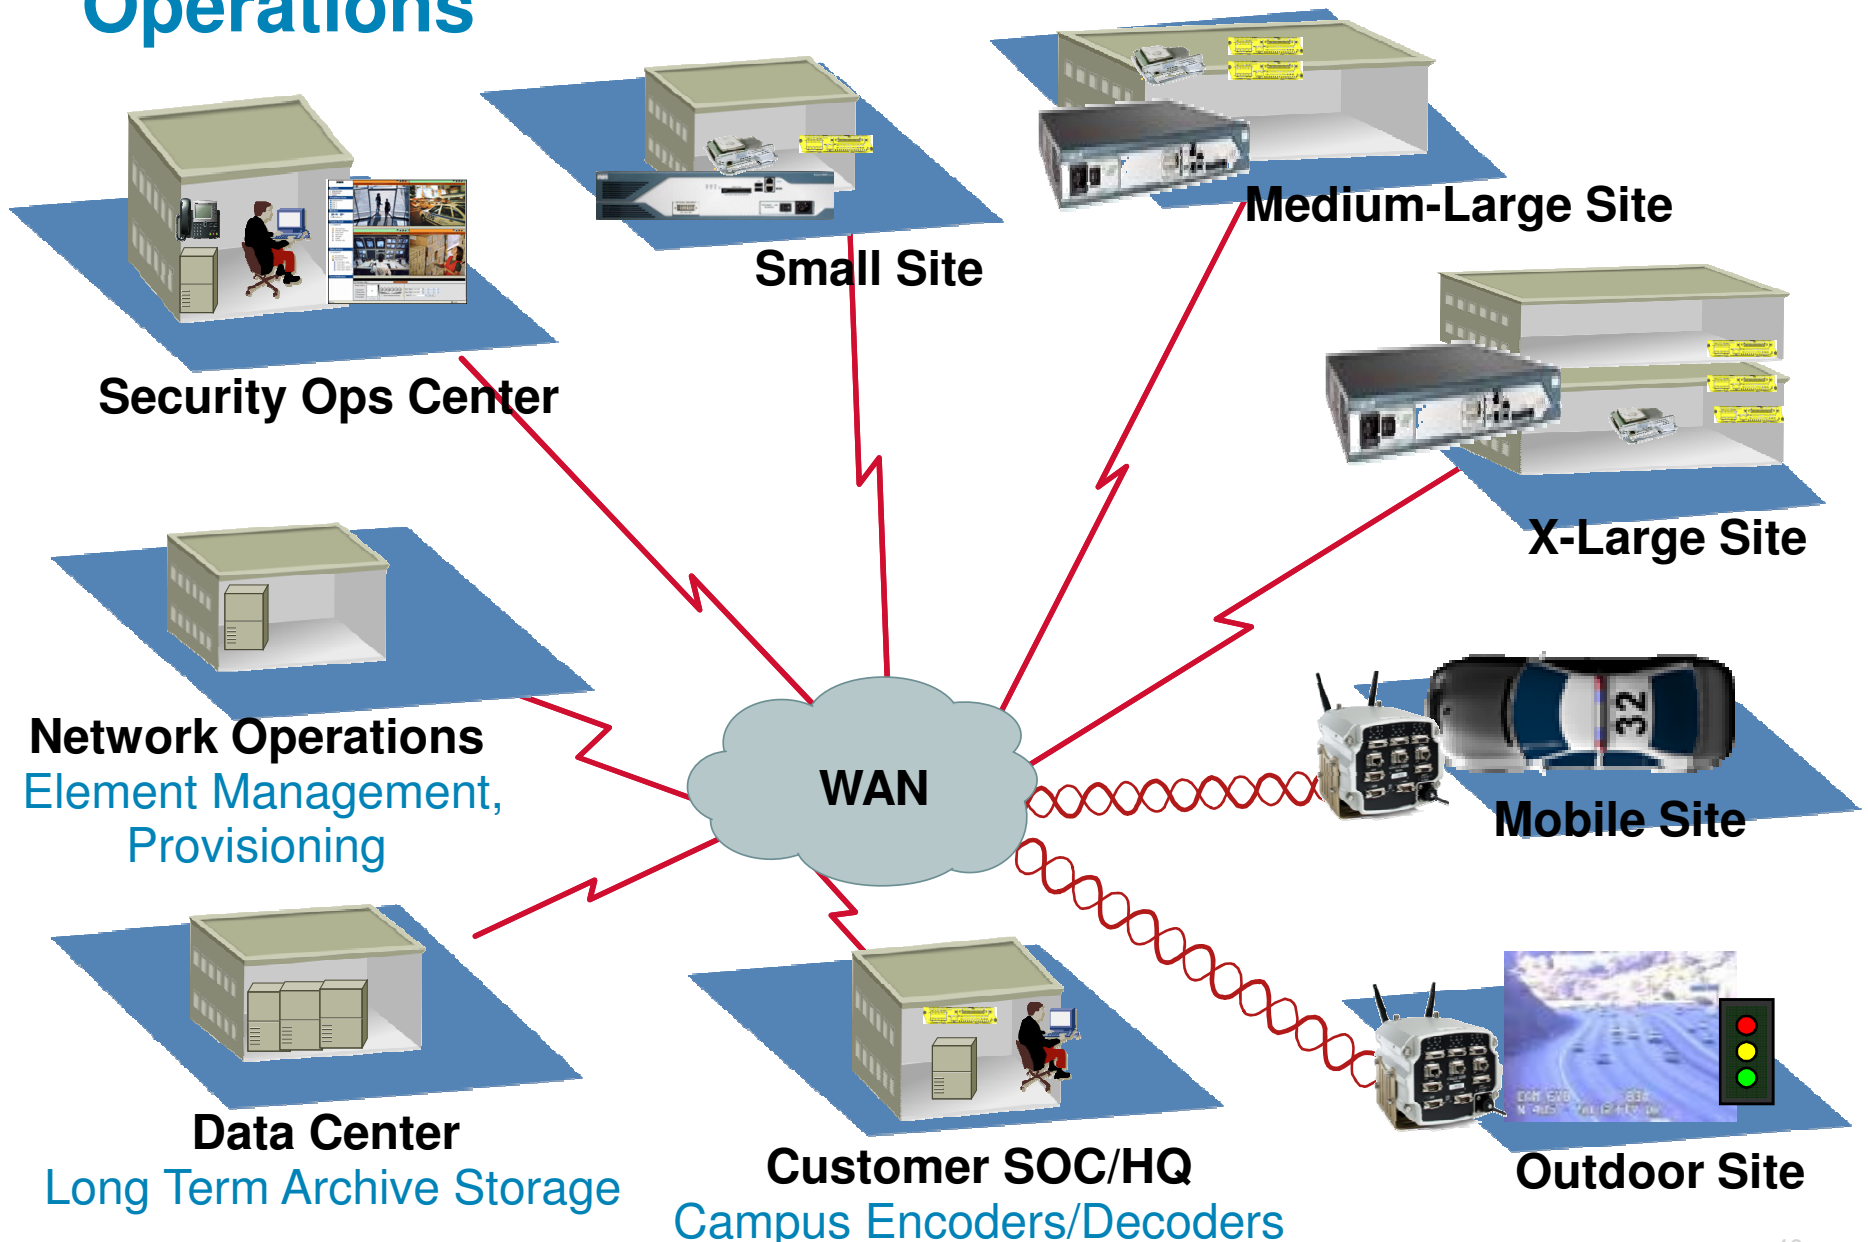 Operations
Medium-Large Site
Small Site
Security Ops Center
X-Large Site
32
Network Operations
Element Management,
Provisioning
WAN
Mobile Site
Data Center
Long Term Archive Storage
Customer SOC/HQ
Campus Encoders/Decoders
Outdoor Site